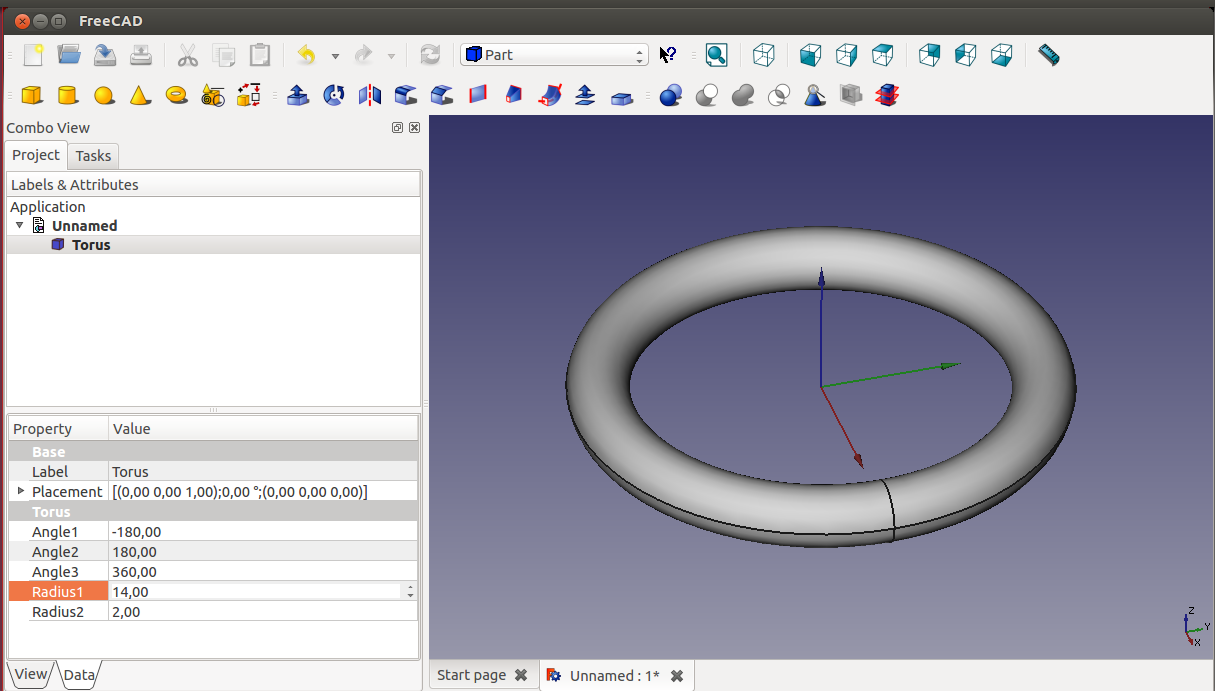 FreeCAD
Part
Combo View
Project Tasks
Labels & Attributes
Application
Unnamed
Torus
Property Value
Base
Label Torus
Placement [(0,00 0,00 1,00);0,00 °;(0,00 0,00 0,00)]
Torus
Angle1 -180,00
Angle2 180,00
Angle3 360,00
Radius1 14,00
Radius2 2,00
View Data
Start page
Unnamed : 1*
Z
Y
X